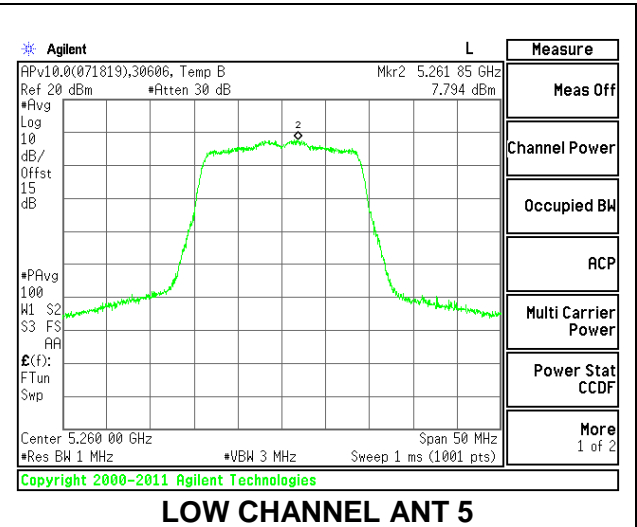 Agilent L
APv10.0(071819),30606, Temp B Mkr2 5.261 85 GHz
Ref 20 dBm #Atten 30 dB 7.794 dBm
#Avg
Log
10
dB/
Offst
15
dB
2
#PAvg
100
W1 S2
S3 FS
AA
£(f):
FTun
Swp
Center 5.260 00 GHz Span 50 MHz
#Res BW 1 MHz #VBW 3 MHz Sweep 1 ms (1001 pts)
Copyright 2000-2011 Agilent Technologies
Measure
Meas Off
Channel Power
Occupied BW
ACP
Multi Carrier
Power
Power Stat
CCDF
More
1 of 2
LOW CHANNEL ANT 5